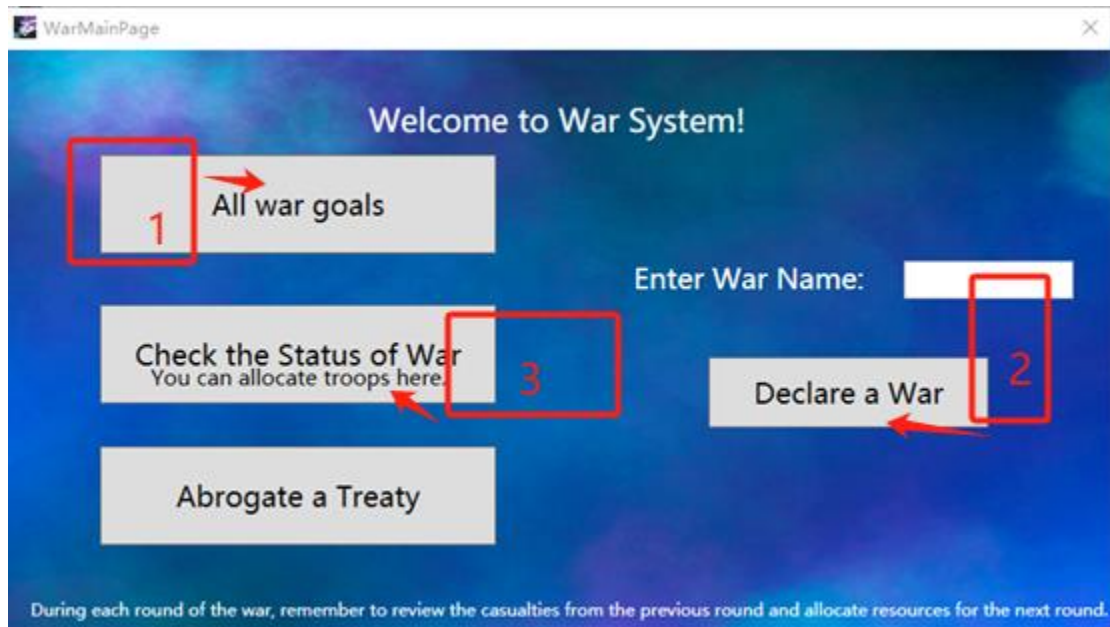 WarMainPage
Welcome to War System!
1
All war goals
Enter War Name:
Check the Status of War
You can allocate troops here.
3
2
Declare a War
Abrogate a Treaty
During each round of the war, remember to review the casualties from the previous round and allocate resources for the next round.